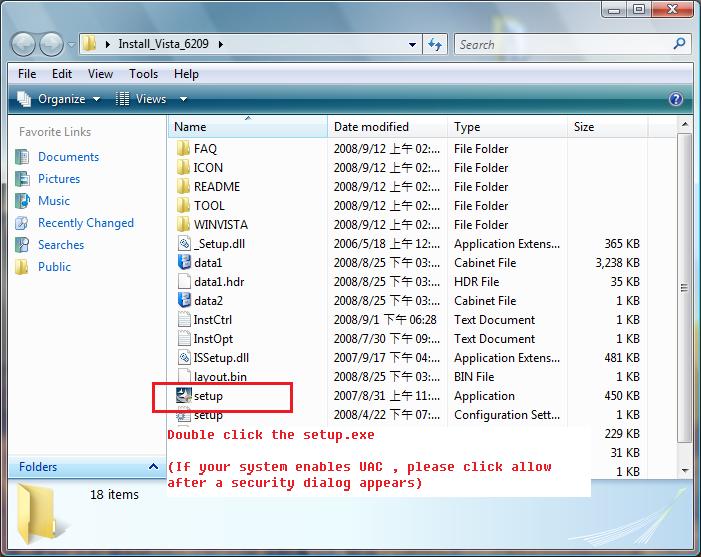 Install_Vista_6209
Search
File Edit View Tools Help
Organize Views
Favorite Links
Documents
Pictures
Music
Recently Changed
Searches
Public
Folders
Name Date modified Type Size
FAQ 2008/9/12 上午 02:... File Folder
ICON 2008/9/12 上午 02:... File Folder
README 2008/9/12 上午 02:... File Folder
TOOL 2008/9/12 上午 02:... File Folder
WINVISTA 2008/9/12 上午 02:... File Folder
_Setup.dll 2006/5/18 上午 12:... Application Extens... 365 KB
data1 2008/8/25 下午 03:... Cabinet File 3,238 KB
data1.hdr 2008/8/25 下午 03:... HDR File 35 KB
data2 2008/8/25 下午 03:... Cabinet File 1 KB
InstCtrl 2008/9/1 下午 06:28 Text Document 1 KB
InstOpt 2008/7/30 下午 09:... Text Document 1 KB
ISSetup.dll 2007/9/17 下午 04:... Application Extens... 481 KB
layout.bin 2008/8/25 下午 03:... BIN File 1 KB
setup 2007/8/31 上午 11:... Application 450 KB
setup 2008/4/22 下午 07:... Configuration Sett... 1 KB
229 KB
31 KB
1 KB
Double click the setup.exe
(If your system enables UAC , please click allow
after a security dialog appears)
18 items